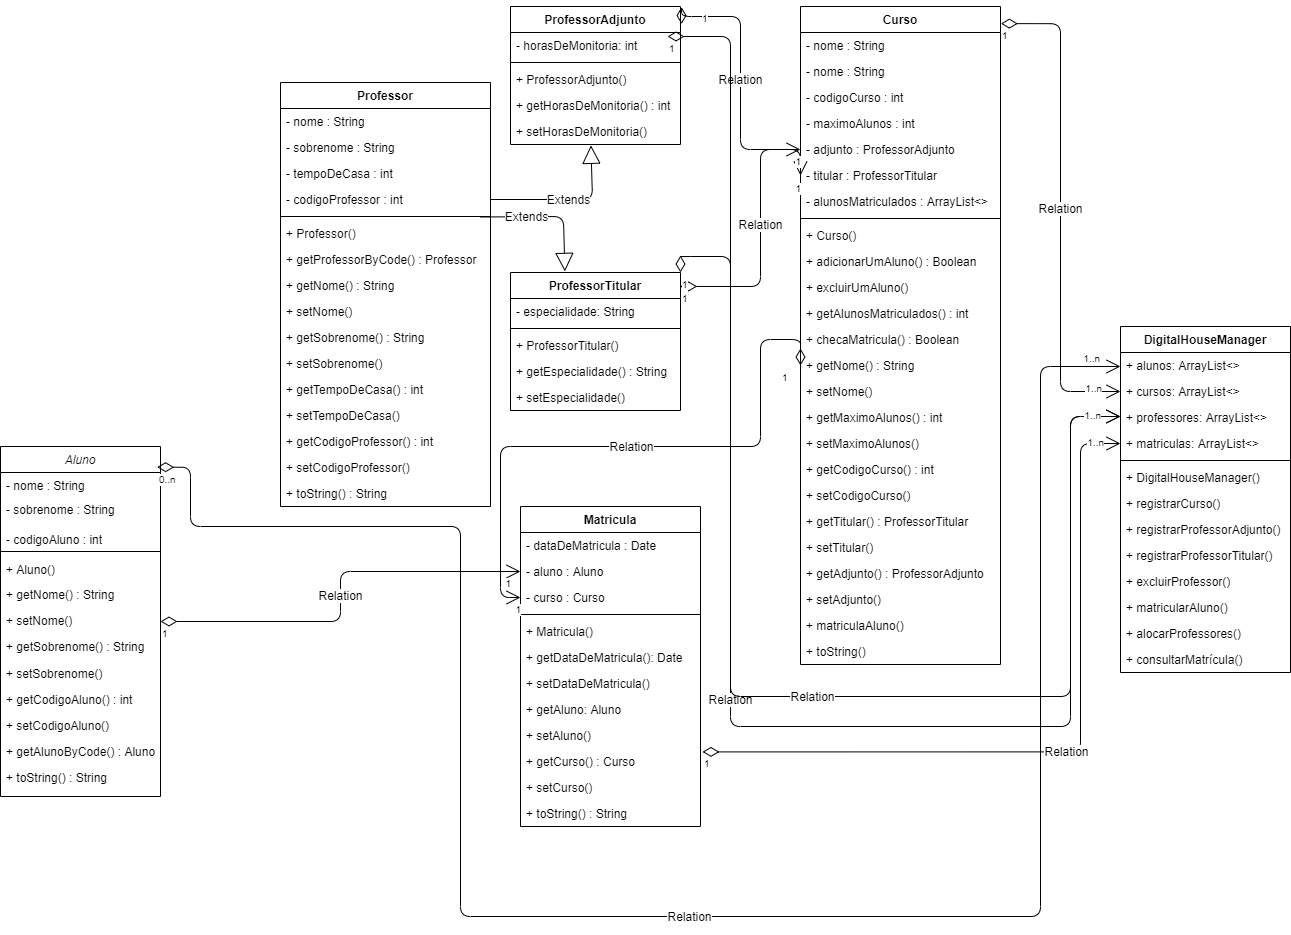 ProfessorAdjunto
- horasDeMonitoria: int
+ ProfessorAdjunto()
+ getHorasDeMonitoria() : int
+ setHorasDeMonitoria()
1
1
Relation
Curso
- nome : String
- nome : String
- codigoCurso : int
- maximoAlunos : int
- adjunto : ProfessorAdjunto
- titular : ProfessorTitular
- alunosMatriculados : ArrayList<>
+ Curso()
+ adicionarUmAluno() : Boolean
+ excluirUmAluno()
+ getAlunosMatriculados() : int
+ checaMatricula() : Boolean
+ getNome() : String
+ setNome()
+ getMaximoAlunos() : int
+ setMaximoAlunos()
+ getCodigoCurso() : int
+ setCodigoCurso()
+ getTitular() : ProfessorTitular
+ setTitular()
+ getAdjunto() : ProfessorAdjunto
+ setAdjunto()
+ matriculaAluno()
+ toString()
1
1
1
1
Relation
Professor
- nome : String
- sobrenome : String
- tempoDeCasa : int
- codigoProfessor : int
+ Professor()
+ getProfessorByCode() : Professor
+ getNome() : String
+ setNome()
+ getSobrenome() : String
+ setSobrenome()
+ getTempoDeCasa() : int
+ setTempoDeCasa()
+ getCodigoProfessor() : int
+ setCodigoProfessor()
+ toString() : String
Extends
Extends
Relation
ProfessorTitular
- especialidade: String
+ ProfessorTitular()
+ getEspecialidade() : String
+ setEspecialidade()
1
1
Relation
DigitalHouseManager
+ alunos: ArrayList<>
+ cursos: ArrayList<>
+ professores: ArrayList<>
+ matriculas: ArrayList<>
+ DigitalHouseManager()
+ registrarCurso()
+ registrarProfessorAdjunto()
+ registrarProfessorTitular()
+ excluirProfessor()
+ matricularAluno()
+ alocarProfessores()
+ consultarMatrícula()
1..n
1..n
1..n
1..n
Aluno
- nome : String
- sobrenome : String
- codigoAluno : int
+ Aluno()
+ getNome() : String
+ setNome()
+ getSobrenome() : String
+ setSobrenome()
+ getCodigoAluno() : int
+ setCodigoAluno()
+ getAlunoByCode() : Aluno
+ toString() : String
0..n
1
Relation
Matricula
- dataDeMatricula : Date
- aluno : Aluno
- curso : Curso
+ Matricula()
+ getDataDeMatricula(): Date
+ setDataDeMatricula()
+ getAluno: Aluno
+ setAluno()
+ getCurso() : Curso
+ setCurso()
+ toString() : String
1
1
1
Relation
Relation
Relation
Relation